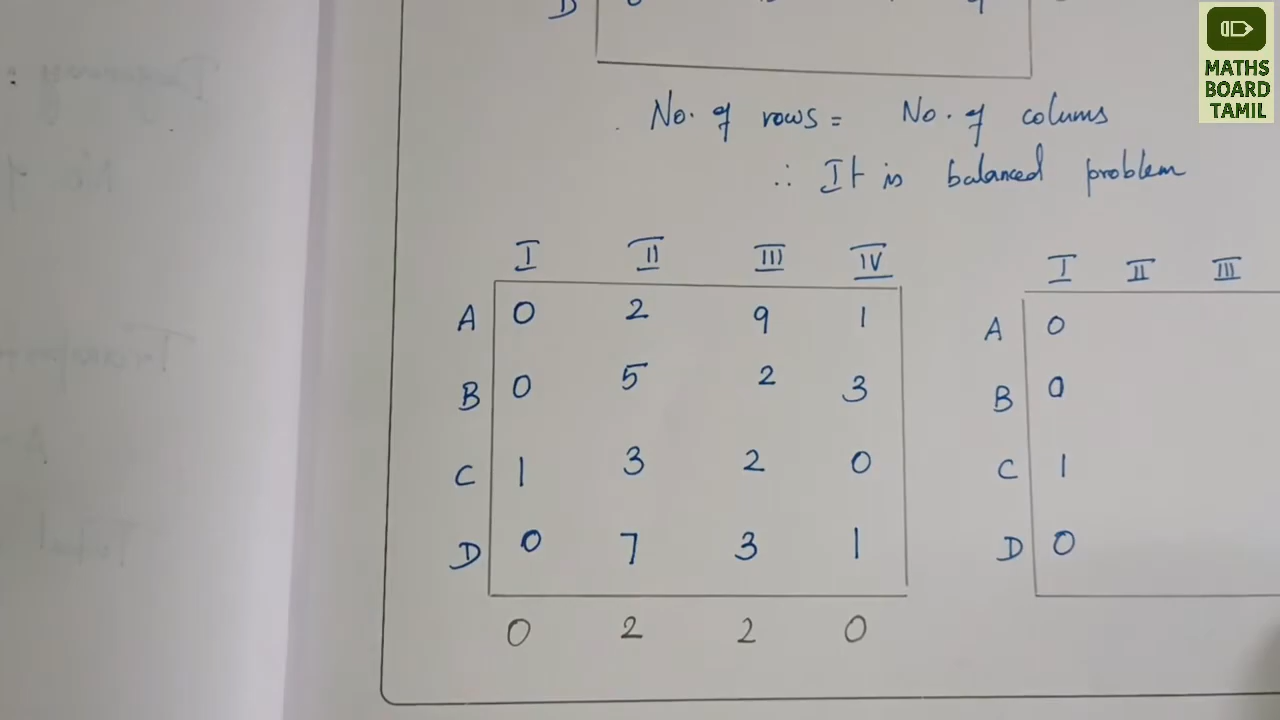 D
No. of rows = No. of colums
∴ It is balanced problem
I II III IV
A 0 2 9 1
B 0 5 2 3
C 1 3 2 0
D 0 7 3 1
0 2 2 0
I II III
A 0
B 0
C 1
D 0
MATHS
BOARD
TAMIL